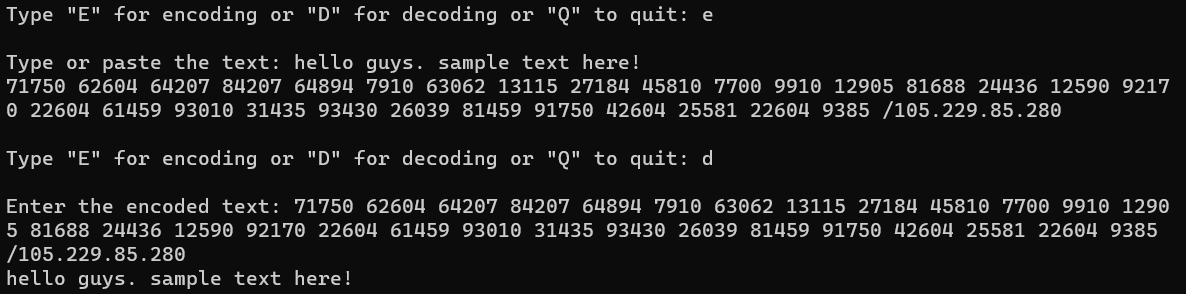 Type "E" for encoding or "D" for decoding or "Q" to quit: e
Type or paste the text: hello guys. sample text here!
71750 62604 64207 84207 64894 7910 63062 13115 27184 45810 7700 9910 12905 81688 24436 12590 9217
0 22604 61459 93010 31435 93430 26039 81459 91750 42604 25581 22604 9385 /105.229.85.280
Type "E" for encoding or "D" for decoding or "Q" to quit: d
Enter the encoded text: 71750 62604 64207 84207 64894 7910 63062 13115 27184 45810 7700 9910 1290
5 81688 24436 12590 92170 22604 61459 93010 31435 93430 26039 81459 91750 42604 25581 22604 9385
/105.229.85.280
hello guys. sample text here!